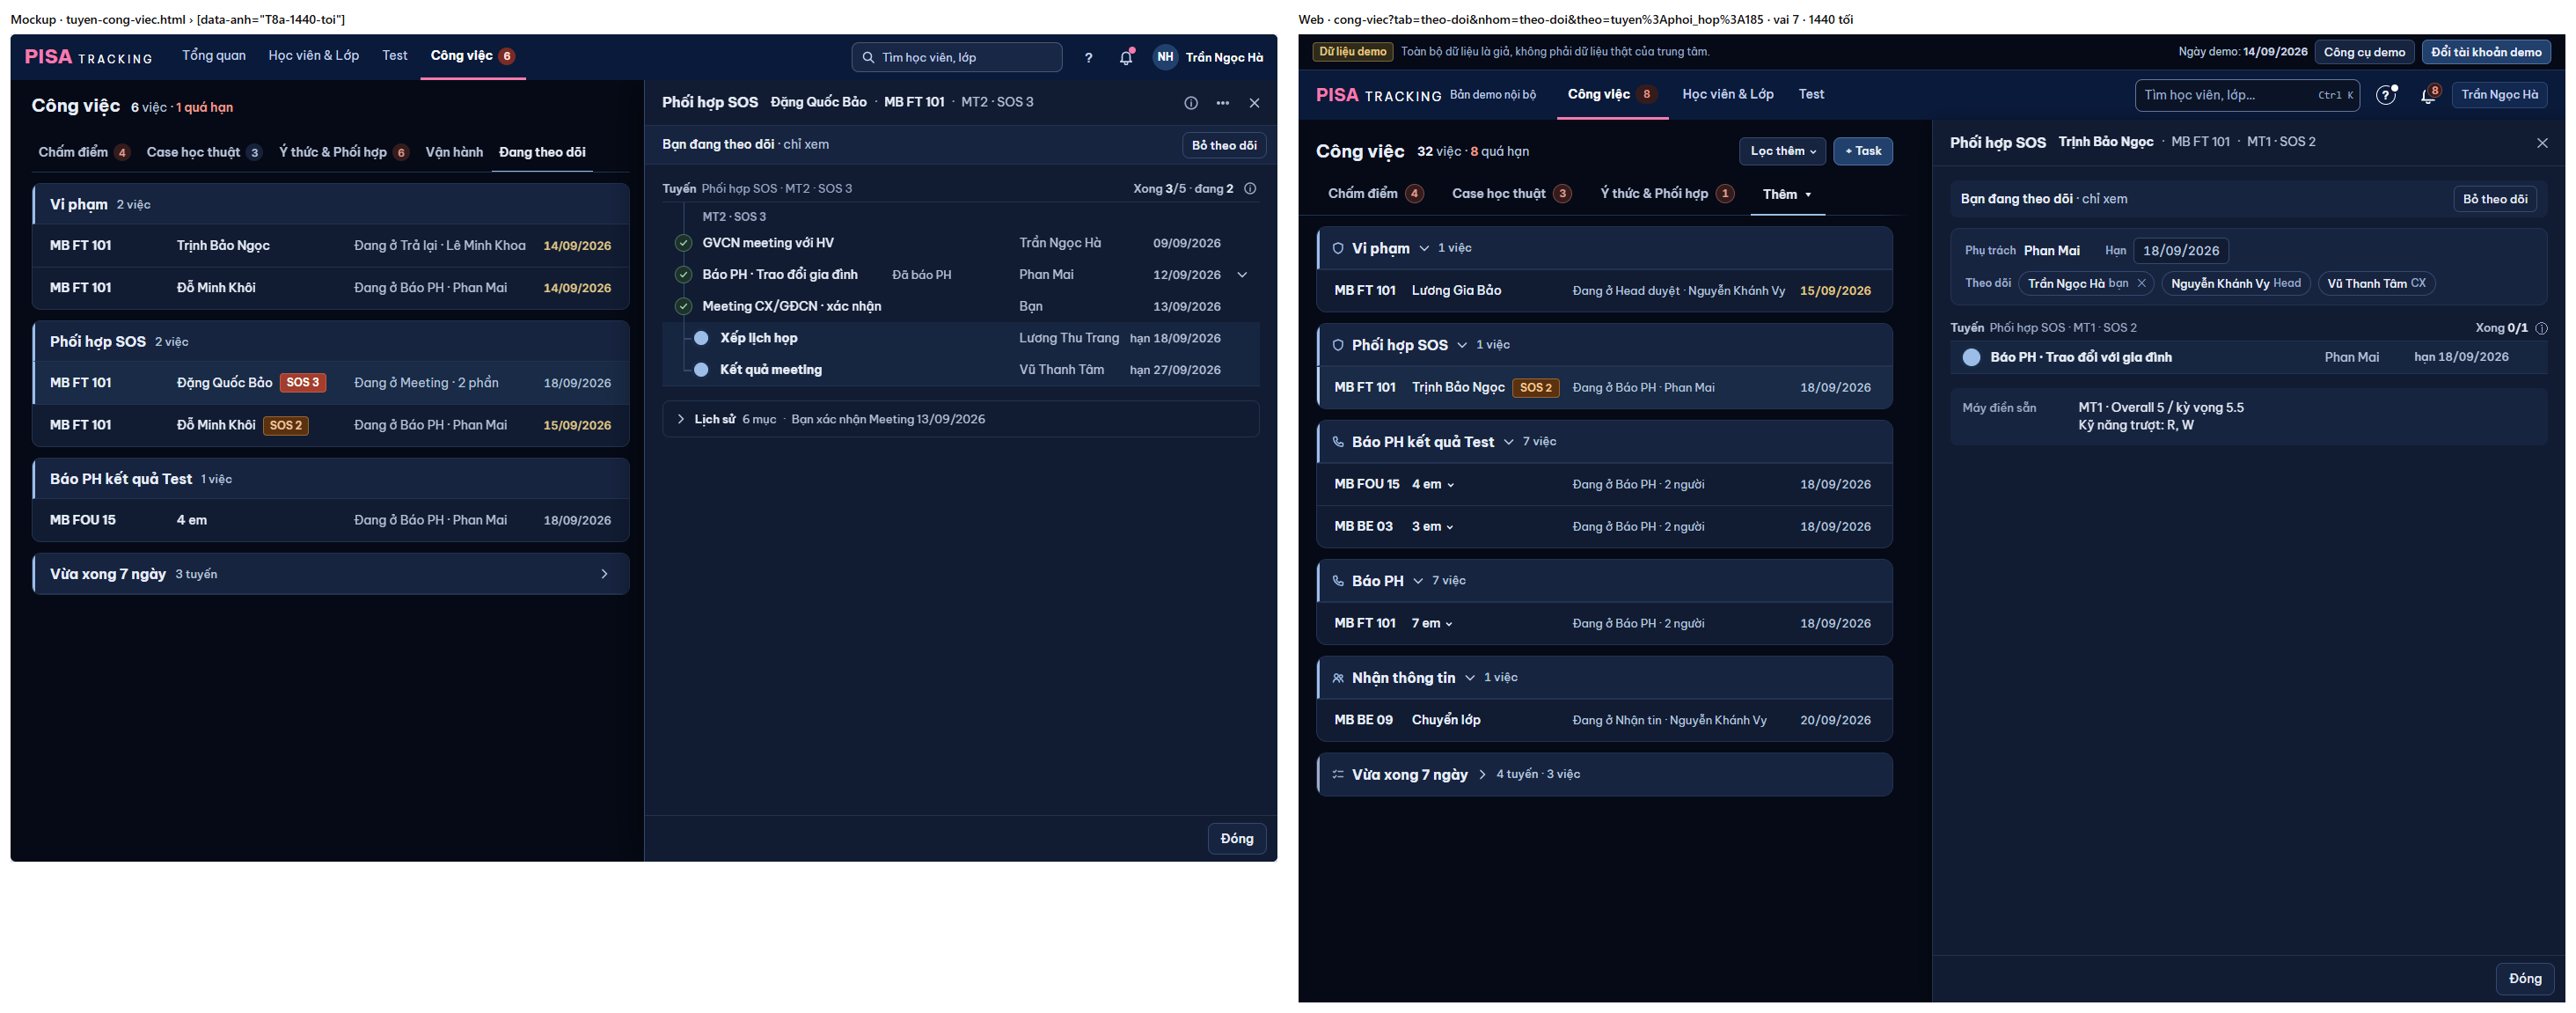 Mockup · tuyen-cong-viec.html › [data-anh="T8a-1440-toi"]
PISA TRACKING Tổng quan Học viên & Lớp Test Công việc 6 Tìm học viên, lớp ? NH Trần Ngọc Hà
Công việc 6 việc · 1 quá hạn
Chấm điểm 4 Case học thuật 3 Ý thức & Phối hợp 6 Vận hành Đang theo dõi
Vi phạm 2 việc
MB FT 101 Trịnh Bảo Ngọc Đang ở Trả lại · Lê Minh Khoa 14/09/2026
MB FT 101 Đỗ Minh Khôi Đang ở Báo PH · Phan Mai 14/09/2026
Phối hợp SOS 2 việc
MB FT 101 Đặng Quốc Bảo SOS 3 Đang ở Meeting · 2 phần 18/09/2026
MB FT 101 Đỗ Minh Khôi SOS 2 Đang ở Báo PH · Phan Mai 15/09/2026
Báo PH kết quả Test 1 việc
MB FOU 15 4 em Đang ở Báo PH · Phan Mai 18/09/2026
Vừa xong 7 ngày 3 tuyến
Phối hợp SOS Đặng Quốc Bảo · MB FT 101 · MT2 · SOS 3
Bạn đang theo dõi · chỉ xem Bỏ theo dõi
Tuyến Phối hợp SOS · MT2 · SOS 3 Xong 3/5 · đang 2
MT2 · SOS 3
GVCN meeting với HV Trần Ngọc Hà 09/09/2026
Báo PH · Trao đổi gia đình Đã báo PH Phan Mai 12/09/2026
Meeting CX/GĐCN · xác nhận Bạn 13/09/2026
Xếp lịch họp Lương Thu Trang hạn 18/09/2026
Kết quả meeting Vũ Thanh Tâm hạn 27/09/2026
Lịch sử 6 mục · Bạn xác nhận Meeting 13/09/2026
Đóng
Web · cong-viec?tab=theo-doi&nhom=theo-doi&theo=tuyen%3Aphoi_hop%3A185 · vai 7 · 1440 tối
Dữ liệu demo Toàn bộ dữ liệu là giả, không phải dữ liệu thật của trung tâm. Ngày demo: 14/09/2026 Công cụ demo Đổi tài khoản demo
PISA TRACKING Bản demo nội bộ Công việc 8 Học viên & Lớp Test Tìm học viên, lớp... Ctrl K ? 8 Trần Ngọc Hà
Công việc 32 việc · 8 quá hạn Lọc thêm + Task
Chấm điểm 4 Case học thuật 3 Ý thức & Phối hợp 1 Thêm
Vi phạm 1 việc
MB FT 101 Lương Gia Bảo Đang ở Head duyệt · Nguyễn Khánh Vy 15/09/2026
Phối hợp SOS 1 việc
MB FT 101 Trịnh Bảo Ngọc SOS 2 Đang ở Báo PH · Phan Mai 18/09/2026
Báo PH kết quả Test 7 việc
MB FOU 15 4 em Đang ở Báo PH · 2 người 18/09/2026
MB BE 03 3 em Đang ở Báo PH · 2 người 18/09/2026
Báo PH 7 việc
MB FT 101 7 em Đang ở Báo PH · 2 người 18/09/2026
Nhận thông tin 1 việc
MB BE 09 Chuyển lớp Đang ở Nhận tin · Nguyễn Khánh Vy 20/09/2026
Vừa xong 7 ngày 4 tuyến · 3 việc
Phối hợp SOS Trịnh Bảo Ngọc · MB FT 101 · MT1 · SOS 2
Bạn đang theo dõi · chỉ xem Bỏ theo dõi
Phụ trách Phan Mai Hạn 18/09/2026
Theo dõi Trần Ngọc Hà bạn Nguyễn Khánh Vy Head Vũ Thanh Tâm CX
Tuyến Phối hợp SOS · MT1 · SOS 2 Xong 0/1
Báo PH · Trao đổi với gia đình Phan Mai hạn 18/09/2026
Máy điền sẵn MT1 · Overall 5 / kỳ vọng 5.5
Kỹ năng trượt: R, W
Đóng